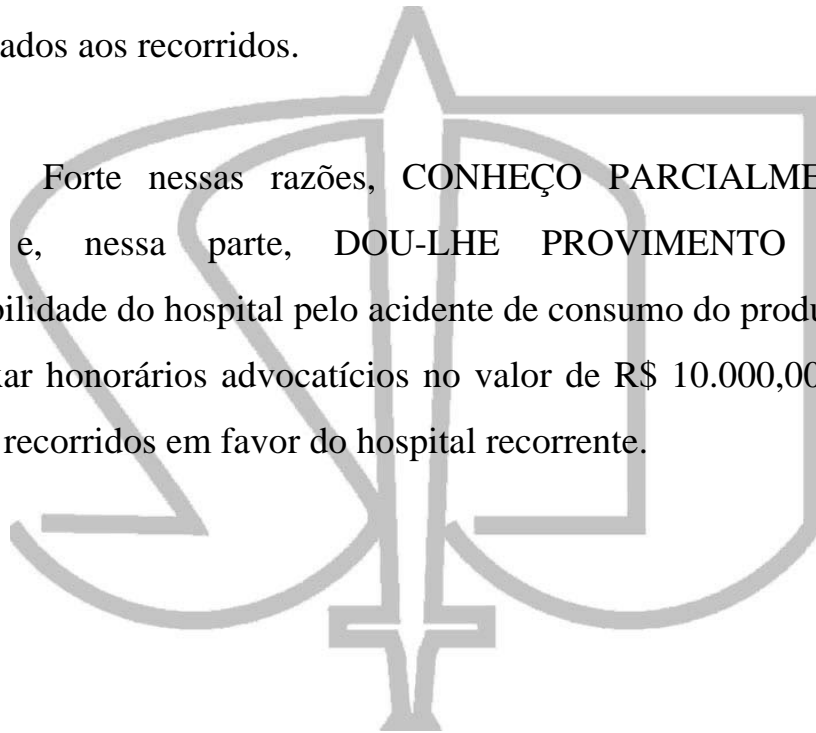 ados aos recorridos.
Forte nessas razões, CONHEÇO PARCIALME
e, nessa parte, DOU-LHE PROVIMENTO
bilidade do hospital pelo acidente de consumo do produ
ar honorários advocatícios no valor de R$ 10.000,00
recorridos em favor do hospital recorrente.